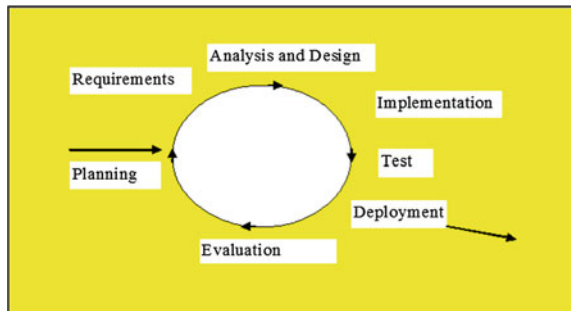 Analysis and Design
Requirements
Implementation
Test
Planning
Deployment
Evaluation